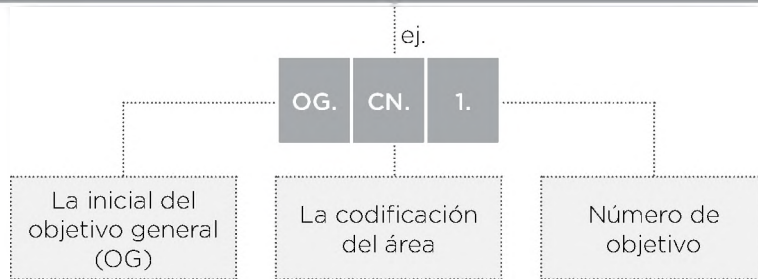 ej.
OG. CN. 1.
La inicial del
objetivo general
(OG)
La codificación
del área
Número de
objetivo